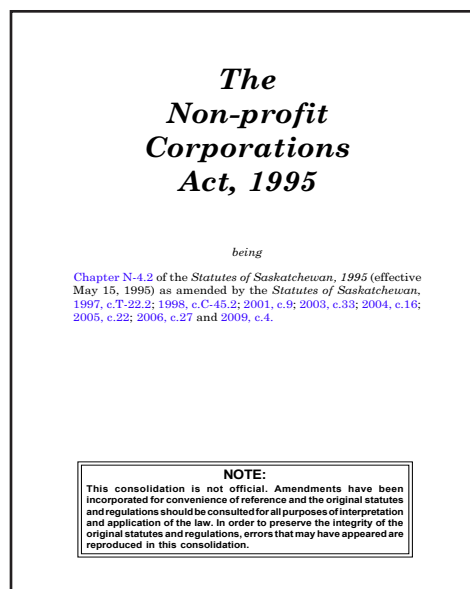 The
Non-profit
Corporations
Act, 1995
being
Chapter N-4.2 of the Statutes of Saskatchewan, 1995 (effective
May 15, 1995) as amended by the Statutes of Saskatchewan,
1997, c.T-22.2; 1998, c.C-45.2; 2001, c.9; 2003, c.33; 2004, c.16;
2005, c.22; 2006, c.27 and 2009, c.4.
NOTE:
This consolidation is not official. Amendments have been
incorporated for convenience of reference and the original statutes
and regulations should be consulted for all purposes of interpretation
and application of the law. In order to preserve the integrity of the
original statutes and regulations, errors that may have appeared are
reproduced in this consolidation.